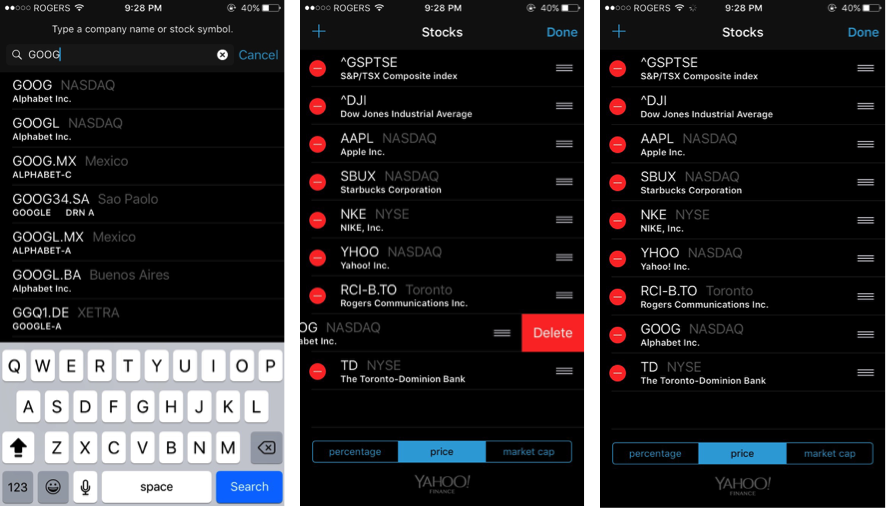 ROGERS 9:28 PM 40%
Type a company name or stock symbol.
GOOG Cancel
GOOG NASDAQ
Alphabet Inc.
GOOGL NASDAQ
Alphabet Inc.
GOOG.MX Mexico
ALPHABET-C
GOOG34.SA Sao Paolo
GOOGLE DRN A
GOOGL.MX Mexico
ALPHABET-A
GOOGL.BA Buenos Aires
Alphabet Inc.
GGQ1.DE XETRA
GOOGLE-A
Q W E R T Y U I O P
A S D F G H J K L
Z X C V B N M
123 space Search
ROGERS 9:28 PM 40%
+ Stocks Done
^GSPTSE
S&P/TSX Composite index
^DJI
Dow Jones Industrial Average
AAPL NASDAQ
Apple Inc.
SBUX NASDAQ
Starbucks Corporation
NKE NYSE
NIKE, Inc.
YHOO NASDAQ
Yahoo! Inc.
RCI-B.TO Toronto
Rogers Communications Inc.
OG NASDAQ Delete
abet Inc.
TD NYSE
The Toronto-Dominion Bank
percentage price market cap
YAHOO!
FINANCE
ROGERS 9:28 PM 40%
+ Stocks Done
^GSPTSE
S&P/TSX Composite index
^DJI
Dow Jones Industrial Average
AAPL NASDAQ
Apple Inc.
SBUX NASDAQ
Starbucks Corporation
NKE NYSE
NIKE, Inc.
YHOO NASDAQ
Yahoo! Inc.
RCI-B.TO Toronto
Rogers Communications Inc.
GOOG NASDAQ
Alphabet Inc.
TD NYSE
The Toronto-Dominion Bank
percentage price market cap
YAHOO!
FINANCE